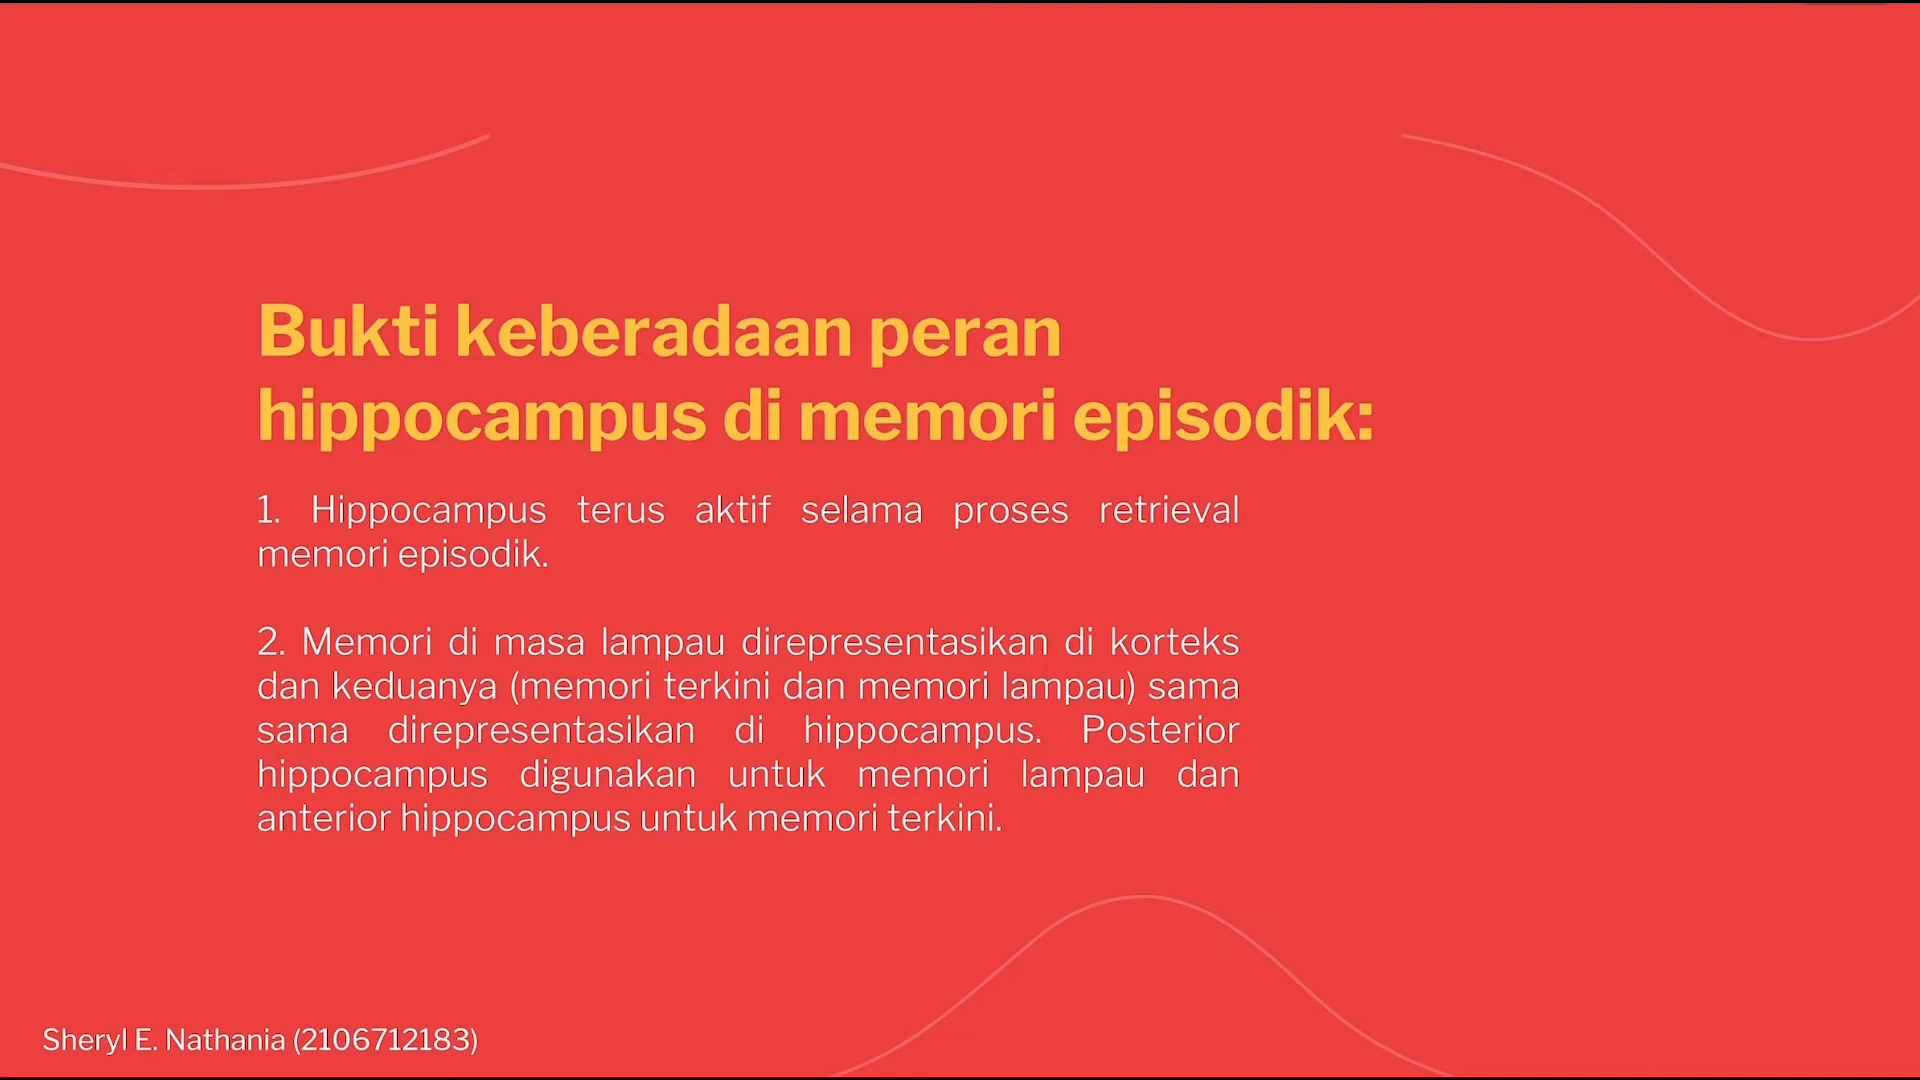 Bukti keberadaan peran
hippocampus di memori episodik:
1. Hippocampus terus aktif selama proses retrieval
memori episodik.
2. Memori di masa lampau direpresentasikan di korteks
dan keduanya (memori terkini dan memori lampau) sama
sama direpresentasikan di hippocampus. Posterior
hippocampus digunakan untuk memori lampau dan
anterior hippocampus untuk memori terkini.
Sheryl E. Nathania (2106712183)